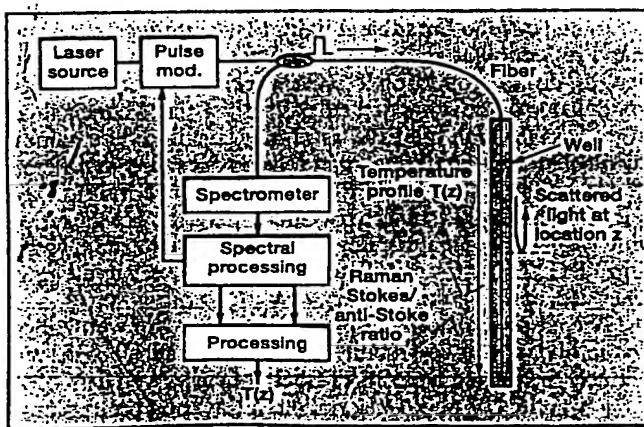 Laser
source
Pulse
mod.
Fiber
Well
Spectrometer
Temperature
profile T(z)
Scattered
light at
location z
Spectral
processing
Raman
Stokes/
anti-Stoke
ratio
Processing
T(z)